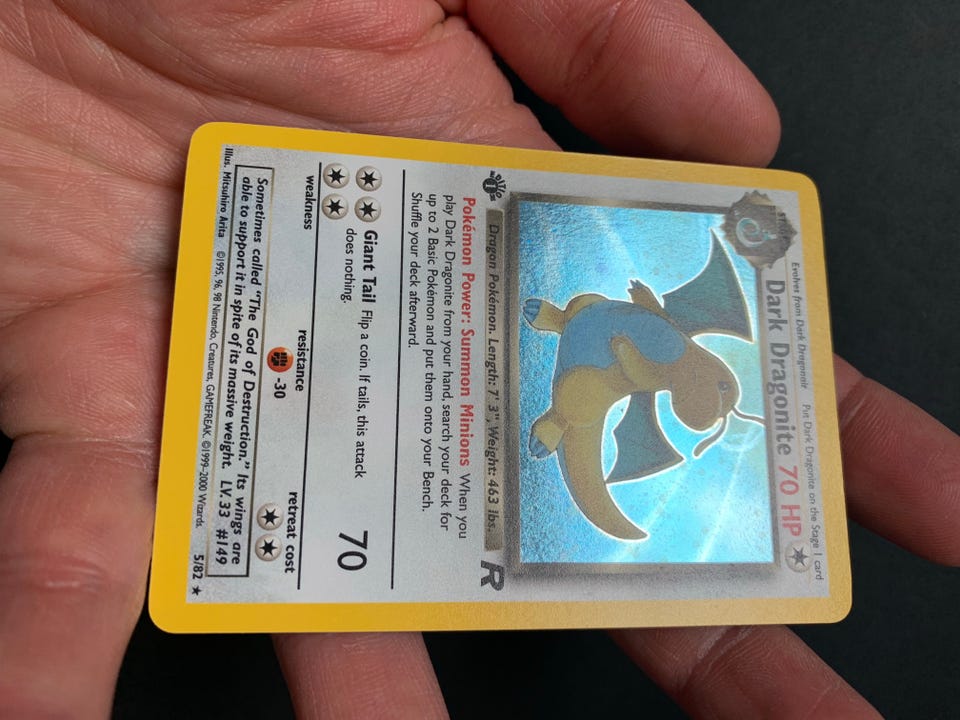 Evolves from Dark Dragonair Put Dark Dragonite on the Stage 1 card
Dark Dragonite 70 HP
Dragon Pokémon. Length: 7' 3", Weight: 463 lbs.
Pokémon Power: Summon Minions When you
play Dark Dragonite from your hand, search your deck for
up to 2 Basic Pokémon and put them onto your Bench.
Shuffle your deck afterward.
Giant Tail Flip a coin. If tails, this attack
does nothing.
70
weakness
resistance
-30
retreat cost
Sometimes called "The God of Destruction." Its wings are
able to support it in spite of its massive weight. LV. 33 #149
Illus. Mitsuhiro Arita ©1995, 96, 98 Nintendo, Creatures, GAMEFREAK. ©1999-2000 Wizards. 5/82 ★
R
1